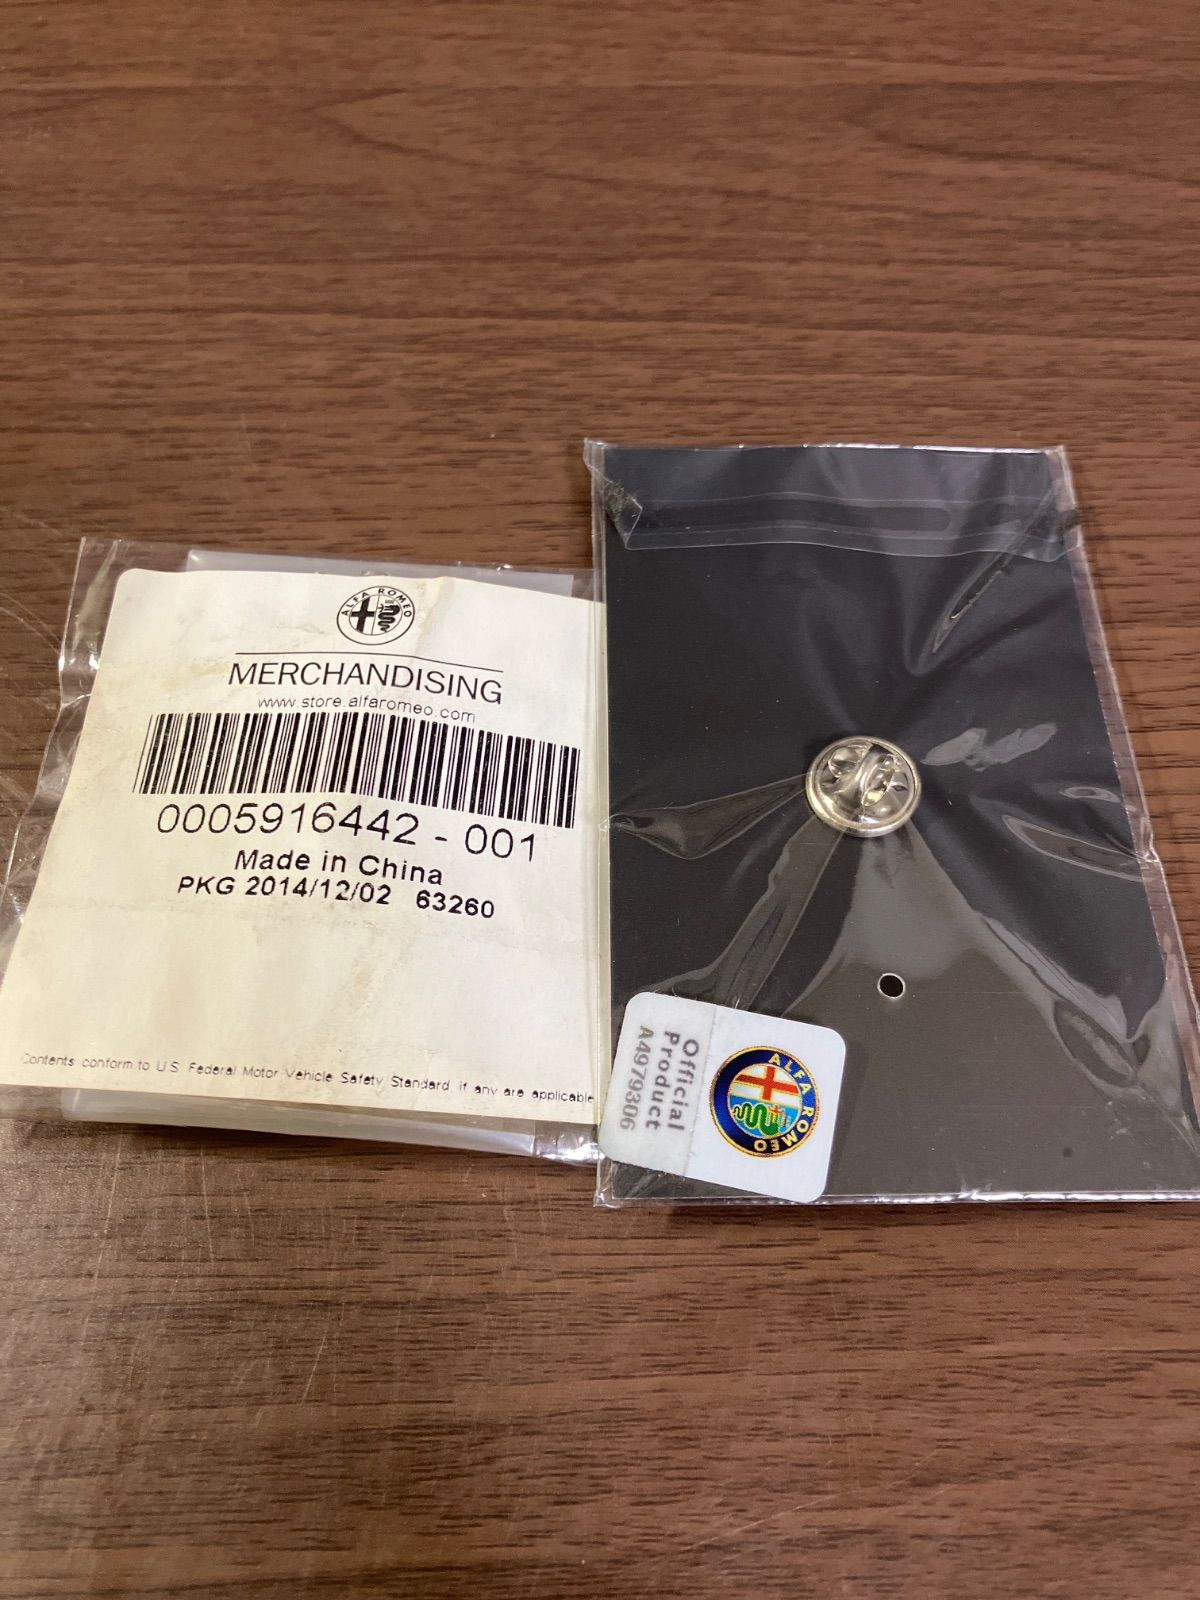 ALFA ROMEO
MERCHANDISING
www.store.alfaromeo.com
0005916442 - 001
Made in China
PKG 2014/12/02 63260
Contents conform to U.S. Federal Motor Vehicle Safety Standard if any are applicable
Official
Product
A4979306
ALFA ROMEO